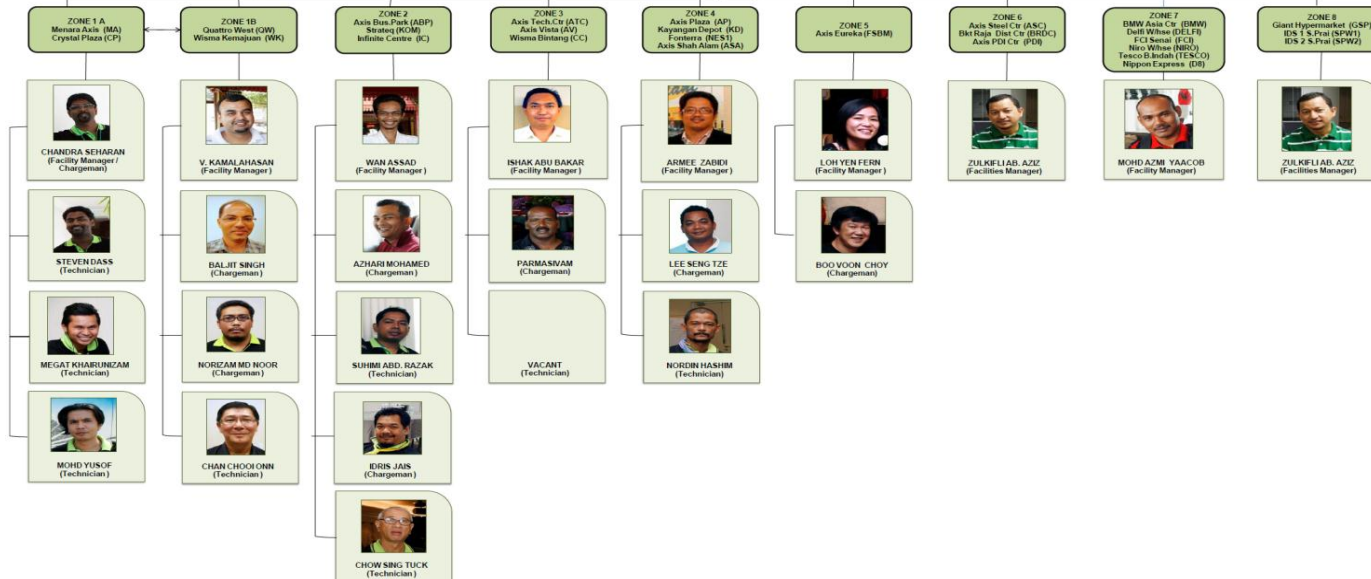 ZONE 1 A
Menara Axis (MA)
Crystal Plaza (CP)
ZONE 1B
Quattro West (QW)
Wisma Kemajuan (WK)
ZONE 2
Axis Bus.Park (ABP)
Strateq (KOM)
Infinite Centre (IC)
ZONE 3
Axis Tech.Ctr (ATC)
Axis Vista (AV)
Wisma Bintang (CC)
ZONE 4
Axis Plaza (AP)
Kayangan Depot (KD)
Fonterra (NES1)
Axis Shah Alam (ASA)
ZONE 5
Axis Eureka (FSBM)
ZONE 6
Axis Steel Ctr (ASC)
Bkt Raja Dist Ctr (BRDC)
Axis PDI Ctr (PDI)
ZONE 7
BMW Asia Ctr (BMW)
Delfi W/hse (DELFI)
FCI Senai (FCI)
Niro W/hse (NIRO)
Tesco B.Indah (TESCO)
Nippon Express (D8)
ZONE 8
Giant Hypermarket (GSP)
IDS 1 S.Prai (SPW1)
IDS 2 S.Prai (SPW2)
CHANDRA SEHARAN
(Facility Manager /
Chargeman)
V. KAMALAHASAN
(Facility Manager)
WAN ASSAD
(Facility Manager)
ISHAK ABU BAKAR
(Facility Manager)
ARMEE ZABIDI
(Facility Manager)
LOH YEN FERN
(Facility Manager)
ZULKIFLI AB. AZIZ
(Facilities Manager)
MOHD AZMI YAACOB
(Facility Manager)
ZULKIFLI AB. AZIZ
(Facilities Manager)
STEVEN DASS
(Technician)
BALJIT SINGH
(Chargeman)
AZHARI MOHAMED
(Chargeman)
PARMASIVAM
(Chargeman)
LEE SENG TZE
(Chargeman)
BOO VOON CHOY
(Chargeman)
MEGAT KHAIRUNIZAM
(Technician)
NORIZAM MD NOOR
(Chargeman)
SUHIMI ABD. RAZAK
(Technician)
VACANT
(Technician)
NORDIN HASHIM
(Technician)
MOHD YUSOF
(Technician)
CHAN CHOOI ONN
(Technician)
IDRIS JAIS
(Chargeman)
CHOW SING TUCK
(Technician)